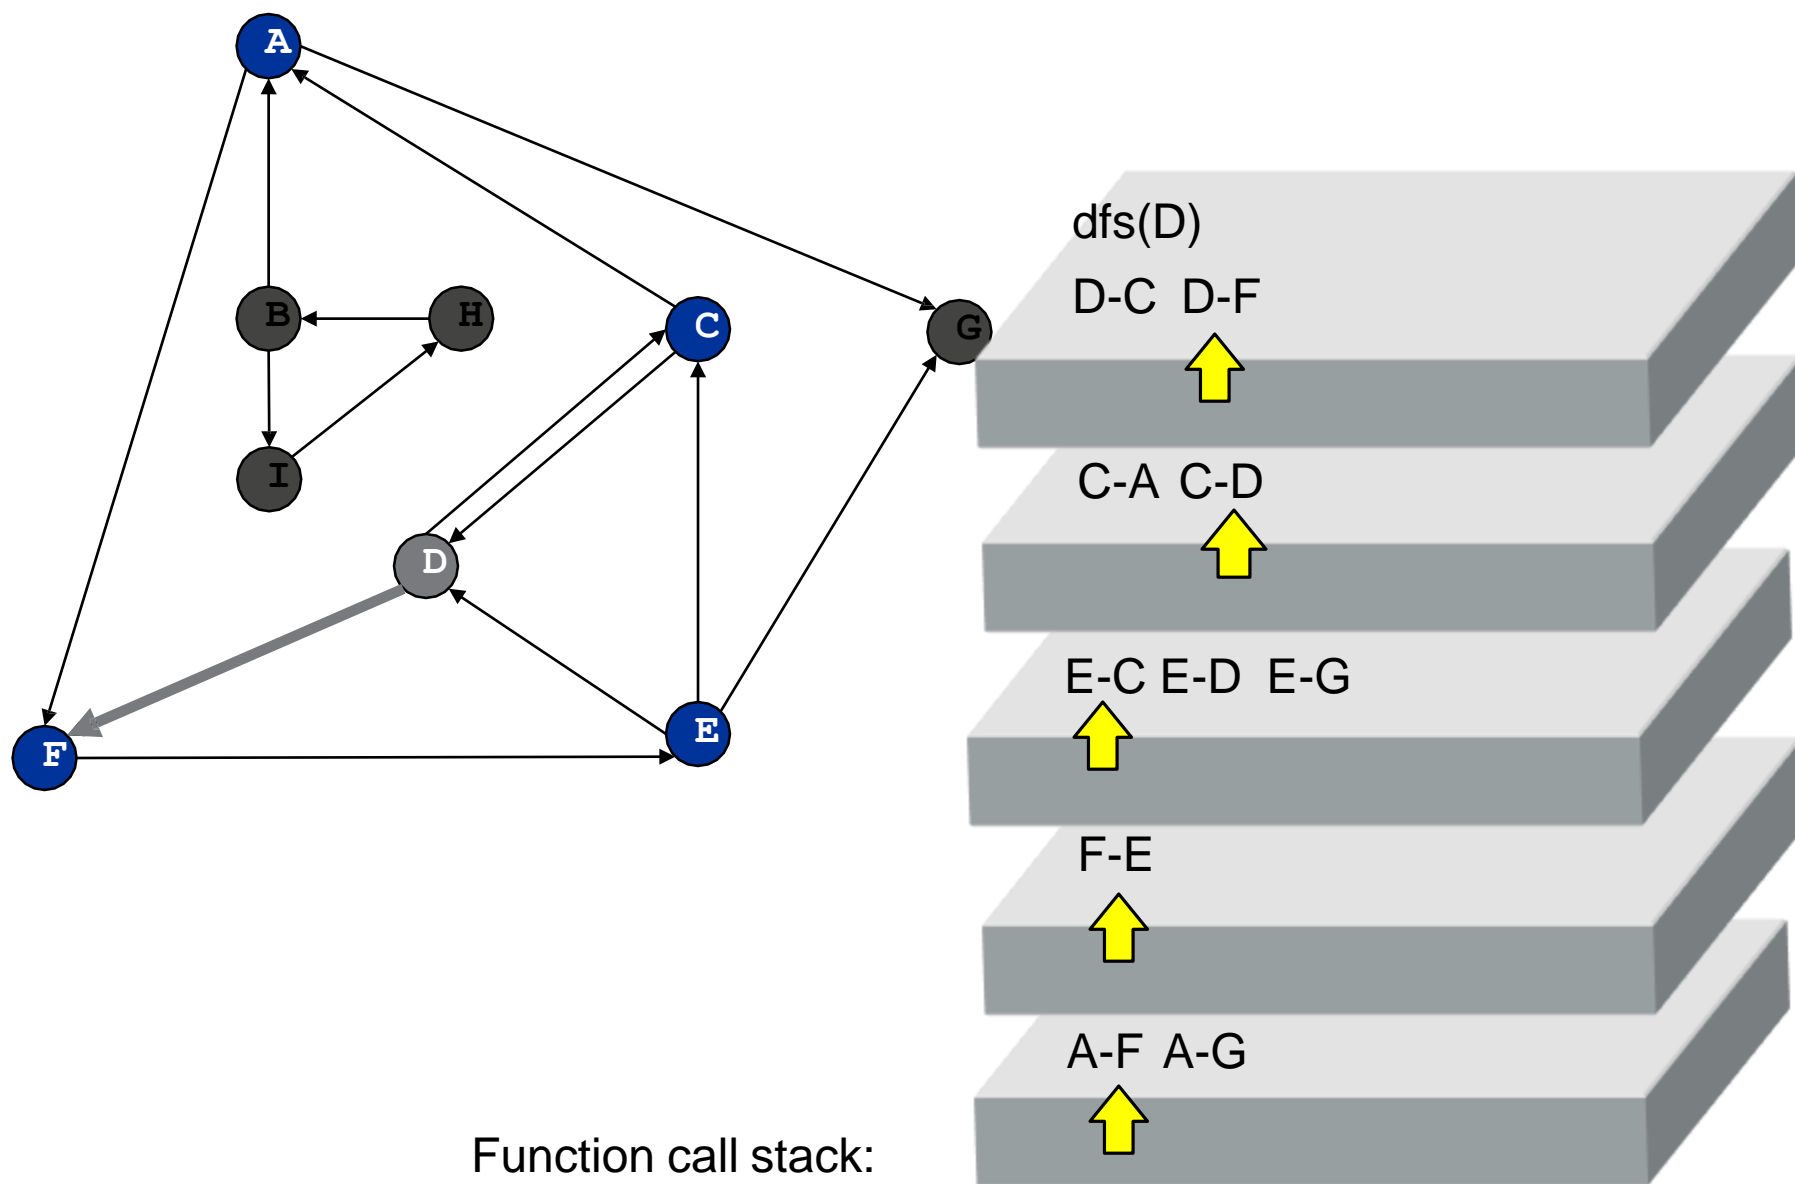 A
B H
C
G
I
D
E
F
dfs(D)
D-C D-F
C-A C-D
E-C E-D E-G
F-E
A-F A-G
Function call stack: